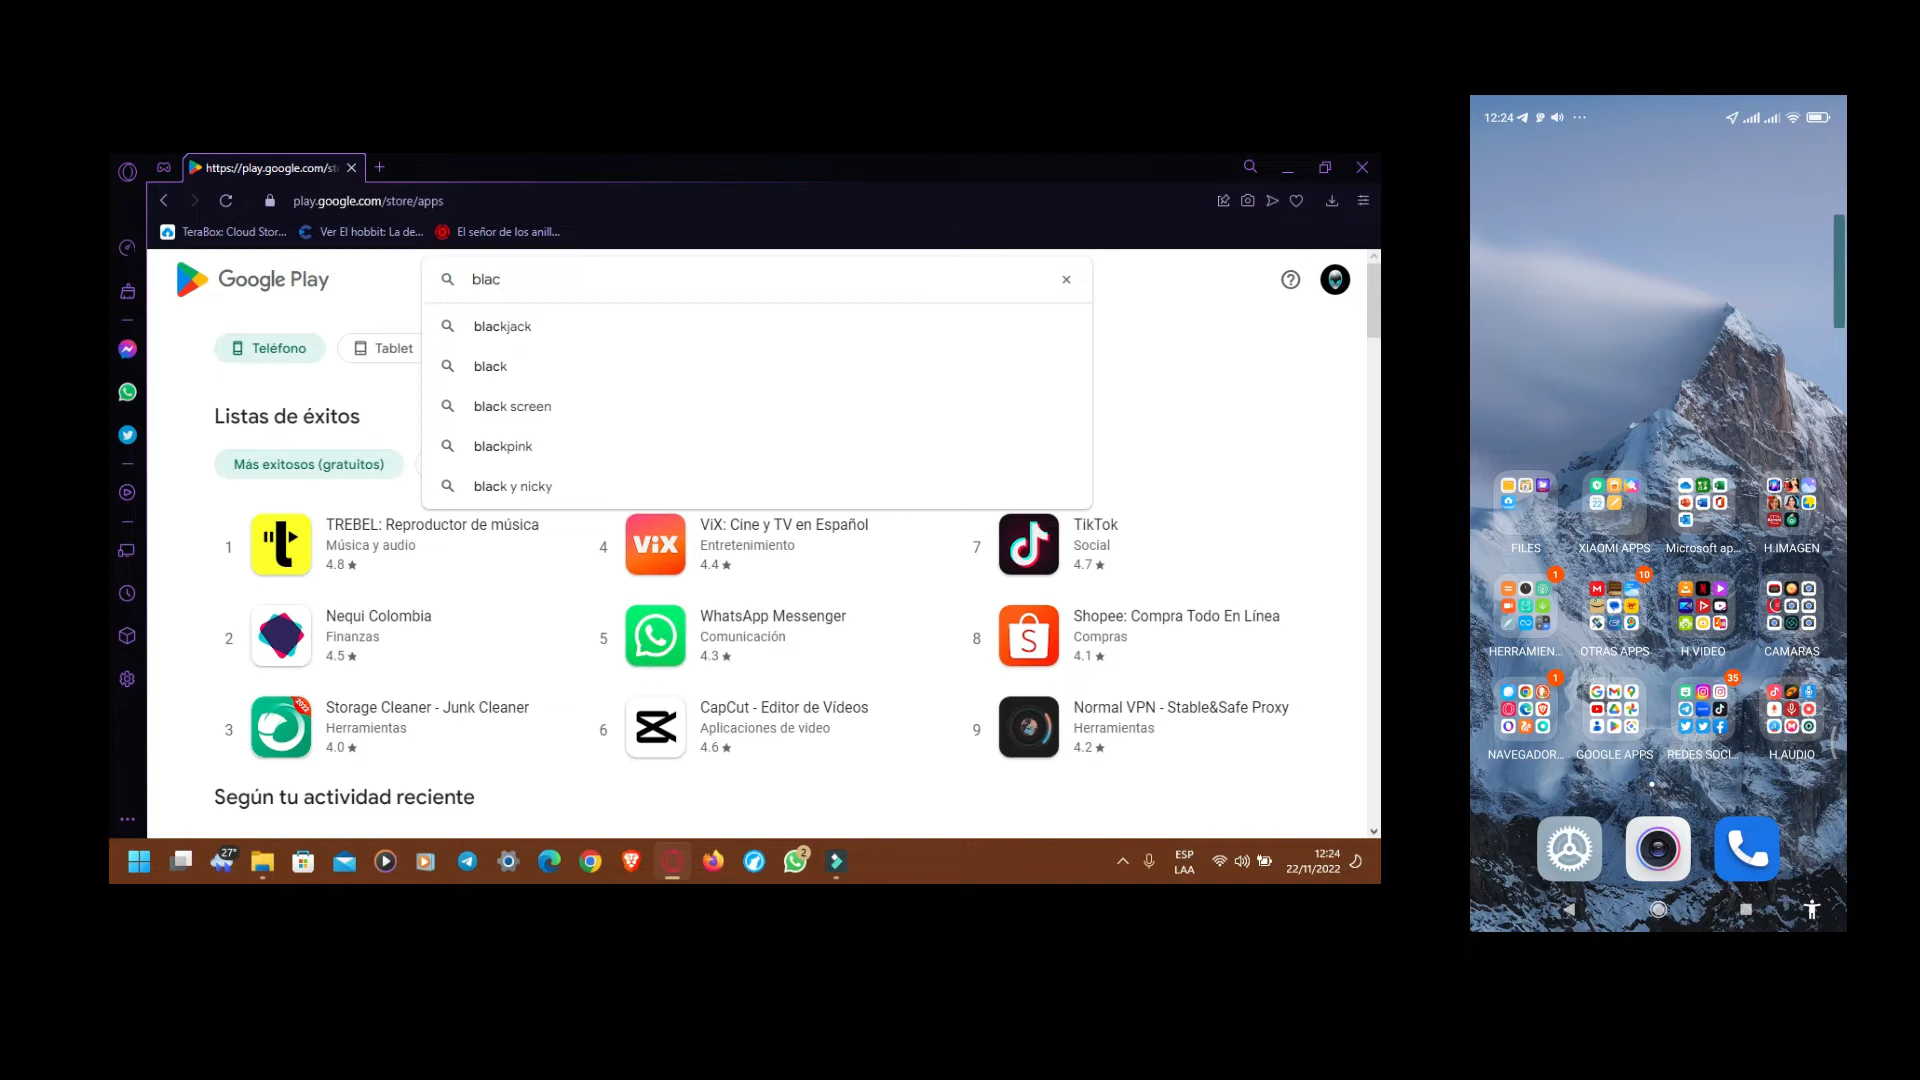 https://play.google.com/st
play.google.com/store/apps
TeraBox: Cloud Stor...
Ver El hobbit: La de...
El señor de los anill...
Google Play
blac
blackjack
black
black screen
blackpink
black y nicky
Teléfono
Tablet
Listas de éxitos
Más exitosos (gratuitos)
1
TREBEL: Reproductor de música
Música y audio
4.8
4
ViX
ViX: Cine y TV en Español
Entretenimiento
4.4
7
TikTok
Social
4.7
2
Nequi Colombia
Finanzas
4.5
5
WhatsApp Messenger
Comunicación
4.3
8
Shopee: Compra Todo En Línea
Compras
4.1
3
2022
Storage Cleaner - Junk Cleaner
Herramientas
4.0
6
CapCut - Editor de Vídeos
Aplicaciones de video
4.6
9
Normal VPN - Stable&Safe Proxy
Herramientas
4.2
Según tu actividad reciente
27°
2
ESP
LAA
12:24
22/11/2022
12:24
FILES
XIAOMI APPS
Microsoft ap...
H.IMAGEN
1
10
HERRAMIEN...
OTRAS APPS
H.VIDEO
CAMARAS
1
35
NAVEGADOR...
GOOGLE APPS
REDES SOCI...
H.AUDIO